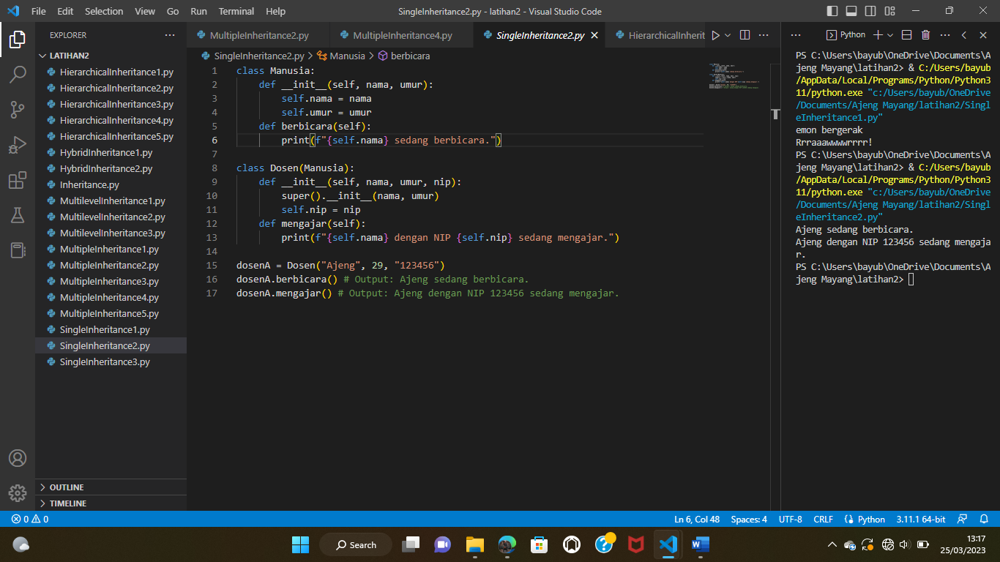 File Edit Selection View Go Run Terminal Help
SingleInheritance2.py - latihan2 - Visual Studio Code
EXPLORER
LATIHAN2
HierarchicalInheritance1.py
HierarchicalInheritance2.py
HierarchicalInheritance3.py
HierarchicalInheritance4.py
HierarchicalInheritance5.py
HybridInheritance1.py
HybridInheritance2.py
Inheritance.py
MultilevelInheritance1.py
MultilevelInheritance2.py
MultilevelInheritance3.py
MultipleInheritance1.py
MultipleInheritance2.py
MultipleInheritance3.py
MultipleInheritance4.py
MultipleInheritance5.py
SingleInheritance1.py
SingleInheritance2.py
SingleInheritance3.py
OUTLINE
TIMELINE
MultipleInheritance2.py MultipleInheritance4.py SingleInheritance2.py HierarchicalInherit
SingleInheritance2.py > Manusia > berbicara
1 class Manusia:
2 def __init__(self, nama, umur):
3 self.nama = nama
4 self.umur = umur
5 def berbicara(self):
6 print(f"{self.nama} sedang berbicara.")
7
8 class Dosen(Manusia):
9 def __init__(self, nama, umur, nip):
10 super().__init__(nama, umur)
11 self.nip = nip
12 def mengajar(self):
13 print(f"{self.nama} dengan NIP {self.nip} sedang mengajar.")
14
15 dosenA = Dosen("Ajeng", 29, "123456")
16 dosenA.berbicara() # Output: Ajeng sedang berbicara.
17 dosenA.mengajar() # Output: Ajeng dengan NIP 123456 sedang mengajar.
Python
PS C:\Users\bayub\OneDrive\Documents\A
jeng Mayang\latihan2> & C:/Users/bayub
/AppData/Local/Programs/Python/Python3
11/python.exe "c:/Users/bayub/OneDrive
/Documents/Ajeng Mayang/latihan2/Singl
eInheritance1.py"
emon bergerak
Rrraaawwwwrrrr!
PS C:\Users\bayub\OneDrive\Documents\A
jeng Mayang\latihan2> & C:/Users/bayub
/AppData/Local/Programs/Python/Python3
11/python.exe "c:/Users/bayub/OneDrive
/Documents/Ajeng Mayang/latihan2/Singl
eInheritance2.py"
Ajeng sedang berbicara.
Ajeng dengan NIP 123456 sedang mengaja
r.
PS C:\Users\bayub\OneDrive\Documents\A
jeng Mayang\latihan2>
0 0
Ln 6, Col 48 Spaces: 4 UTF-8 CRLF Python 3.11.1 64-bit
Search
13:17
25/03/2023